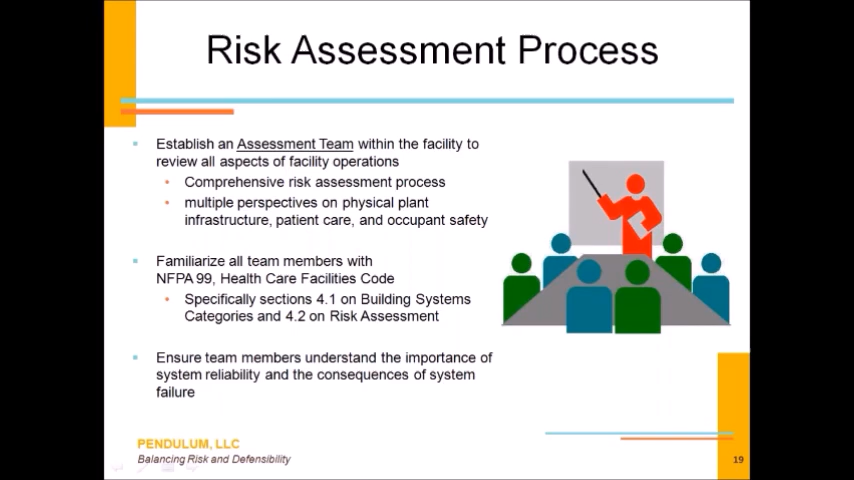 Risk Assessment Process
Establish an Assessment Team within the facility to
review all aspects of facility operations
Comprehensive risk assessment process
multiple perspectives on physical plant
infrastructure, patient care, and occupant safety
Familiarize all team members with
NFPA 99, Health Care Facilities Code
Specifically sections 4.1 on Building Systems
Categories and 4.2 on Risk Assessment
Ensure team members understand the importance of
system reliability and the consequences of system
failure
PENDULUM, LLC
Balancing Risk and Defensibility
19